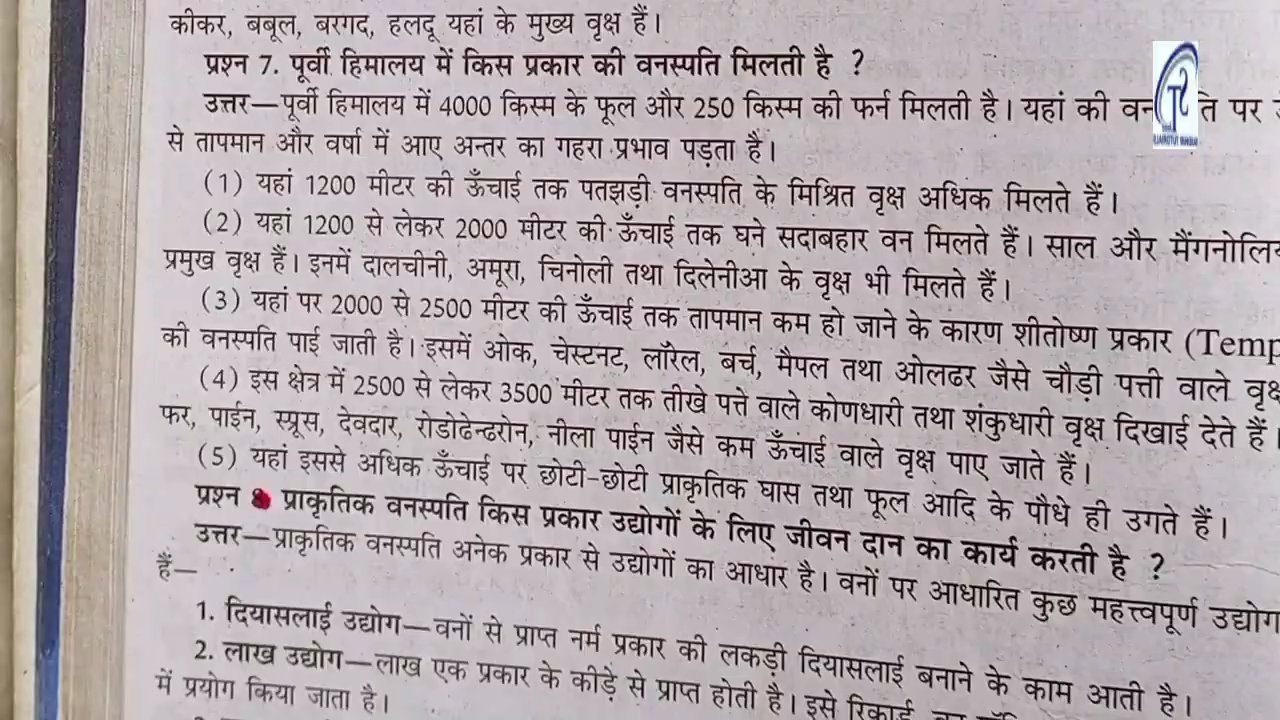 कीकर, बबूल, बरगद, हलदू यहां के मुख्य वृक्ष हैं।
प्रश्न 7. पूर्वी हिमालय में किस प्रकार की वनस्पति मिलती है ?
उत्तर—पूर्वी हिमालय में 4000 किस्म के फूल और 250 किस्म की फर्न मिलती है। यहां की पर
से तापमान और वर्षा में आए अन्तर का गहरा प्रभाव पड़ता है।
(1) यहां 1200 मीटर की ऊँचाई तक पतझड़ी वनस्पति के मिश्रित वृक्ष अधिक मिलते हैं।
(2) यहां 1200 से लेकर 2000 मीटर की ऊँचाई तक घने सदाबहार वन मिलते हैं। साल और
प्रमुख वृक्ष हैं। इनमें दालचीनी, अमूरा, चिनोली तथा दिलेनीआ के वृक्ष भी मिलते हैं।
(3) यहां पर 2000 से 2500 मीटर की ऊँचाई तक तापमान कम हो जाने के कारण शीतोष्ण प्रकार (Temp
की वनस्पति पाई जाती है। इसमें ओक, चेस्टनट, लॉरेल, बर्च, मैपल तथा ओलढर जैसे चौड़ी पत्ती वाले वृक्ष
(4) इस क्षेत्र में 2500 से लेकर 3500 मीटर तक तीखे पत्ते वाले कोणधारी तथा शंकुधारी वृक्ष दिखाई देते हैं।
फर, पाईन, स्प्रूस, देवदार, रोडोढेन्ढरोन, नीला पाईन जैसे कम ऊँचाई वाले वृक्ष पाए जाते हैं।
(5) यहां इससे अधिक ऊँचाई पर छोटी-छोटी प्राकृतिक घास तथा फूल आदि के पौधे ही उगते हैं।
प्रश्न 8 प्राकृतिक वनस्पति किस प्रकार उद्योगों के लिए जीवन दान का कार्य करती है ?
उत्तर—प्राकृतिक वनस्पति अनेक प्रकार से उद्योगों का आधार है। वनों पर आधारित कुछ महत्त्वपूर्ण उद्योग
हैं—
1. दियासलाई उद्योग—वनों से प्राप्त नर्म प्रकार की लकड़ी दियासलाई बनाने के काम आती है।
2. लाख उद्योग—लाख एक प्रकार के कीड़े से प्राप्त होती है। इसे रिकार्ड,
में प्रयोग किया जाता है।